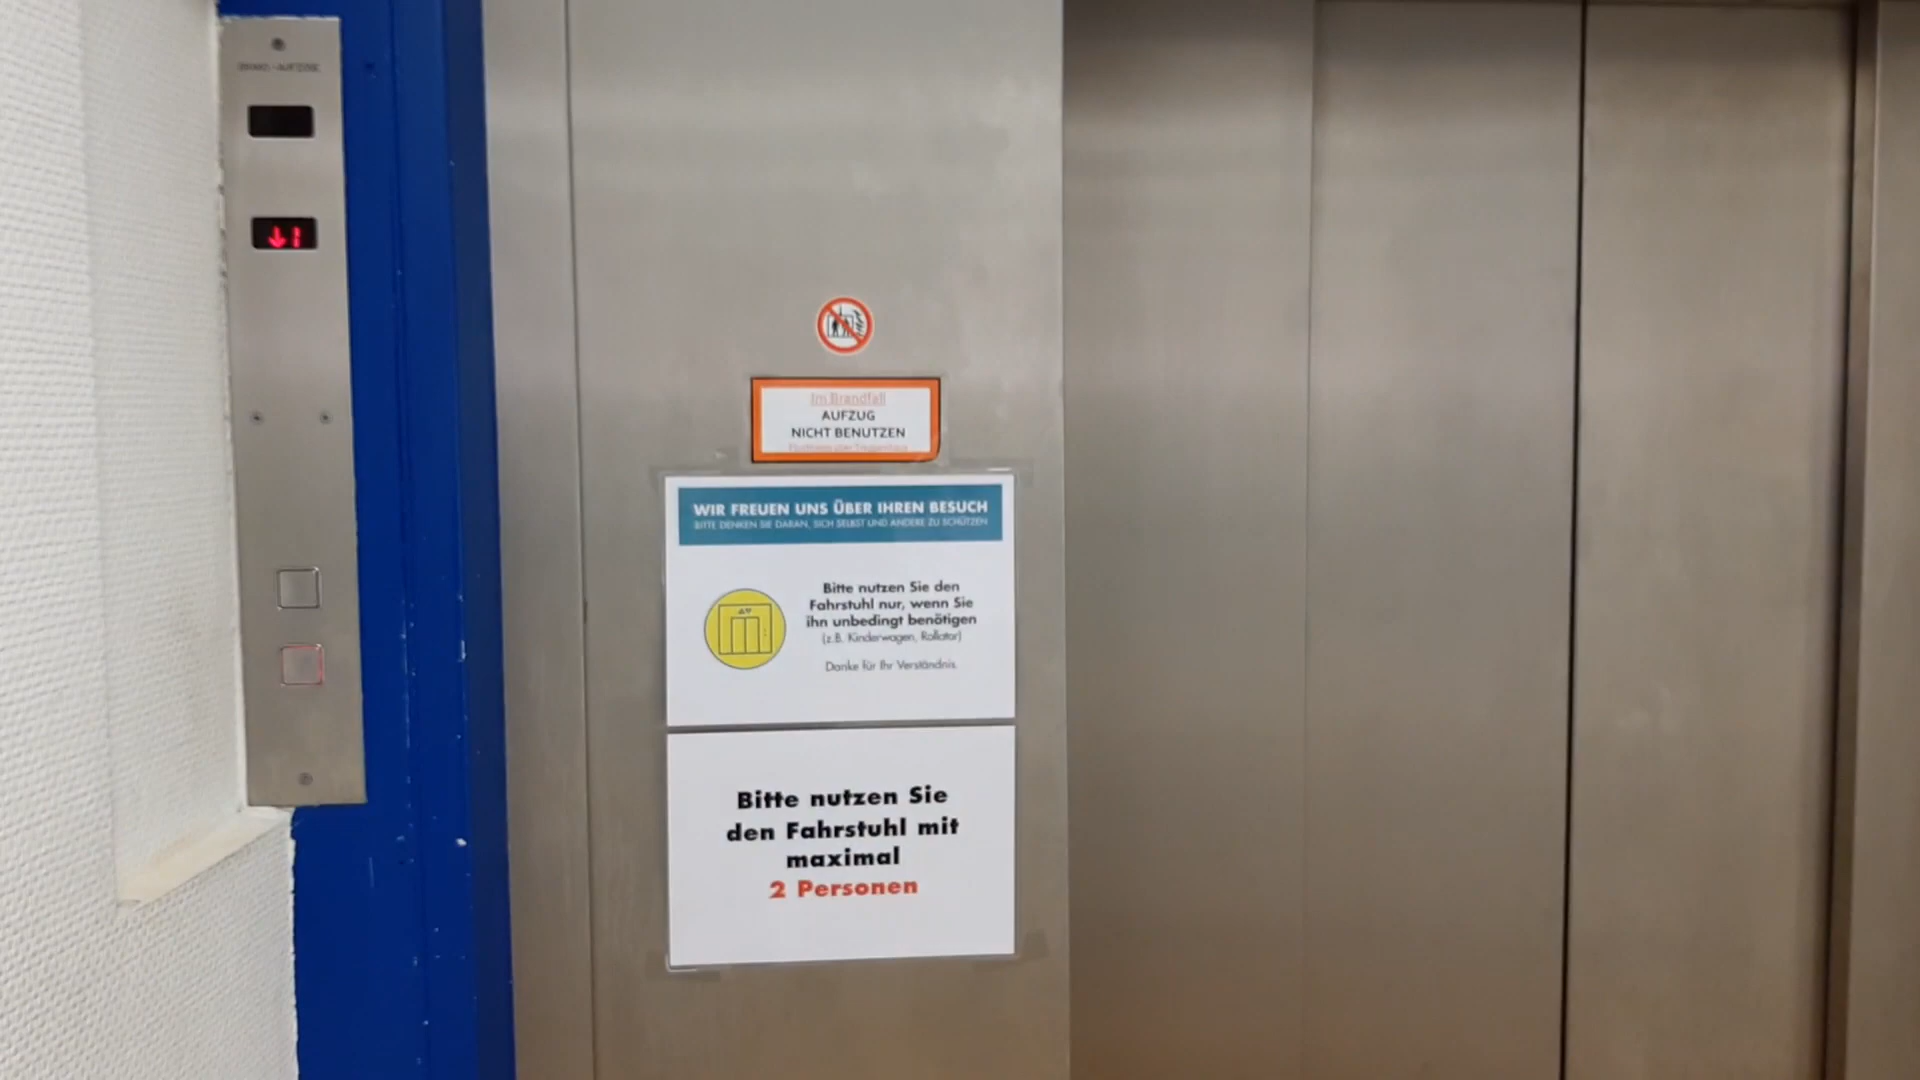 1
Im Brandfall
AUFZUG
NICHT BENUTZEN
WIR FREUEN UNS ÜBER IHREN BESUCH
BITTE DENKEN SIE DARAN, SICH SELBST UND ANDERE ZU SCHÜTZEN
Bitte nutzen Sie den
Fahrstuhl nur, wenn Sie
ihn unbedingt benötigen
(z.B. Kinderwagen, Rollator)
Danke für Ihr Verständnis.
Bitte nutzen Sie
den Fahrstuhl mit
maximal
2 Personen